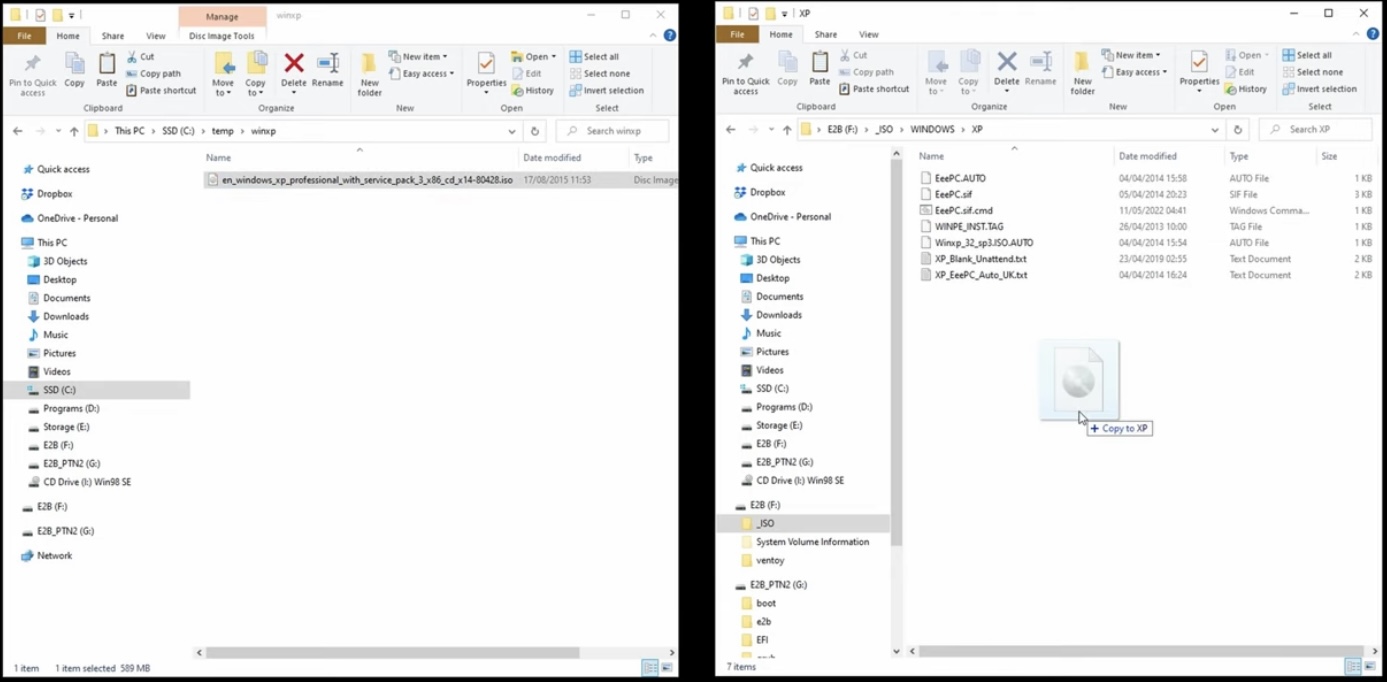 Manage
winxp
File
Home
Share
View
Disc Image Tools
Pin to Quick access
Copy
Paste
Cut
Copy path
Paste shortcut
Clipboard
Move to
Copy to
Delete
Rename
Organize
New folder
New item
Easy access
New
Properties
Open
Edit
History
Open
Select all
Select none
Invert selection
Select
This PC > SSD (C:) > temp > winxp
Search winxp
Name
Date modified
Type
en_windows_xp_professional_with_service_pack_3_x86_cd_x14-80428.iso 17/08/2015 11:53 Disc Image
Quick access
Dropbox
OneDrive - Personal
This PC
3D Objects
Desktop
Documents
Downloads
Music
Pictures
Videos
SSD (C:)
Programs (D:)
Storage (E:)
E2B (F:)
E2B_PTN2 (G:)
CD Drive (I:) Win98 SE
E2B (F:)
E2B_PTN2 (G:)
Network
1 item 1 item selected 589 MB
XP
File
Home
Share
View
Pin to Quick access
Copy
Paste
Cut
Copy path
Paste shortcut
Clipboard
Move to
Copy to
Delete
Rename
Organize
New folder
New item
Easy access
New
Properties
Open
Edit
History
Open
Select all
Select none
Invert selection
Select
E2B (F:) > _ISO > WINDOWS > XP
Search XP
Name Date modified Type Size
EeePC.AUTO 04/04/2014 15:58 AUTO File 1 KB
EeePC.sif 05/04/2014 20:23 SIF File 3 KB
EeePC.sif.cmd 11/05/2022 04:41 Windows Comma... 1 KB
WINPE_INST.TAG 26/04/2013 10:00 TAG File 1 KB
Winxp_32_sp3.ISO.AUTO 04/04/2014 15:54 AUTO File 1 KB
XP_Blank_Unattend.txt 23/04/2019 02:55 Text Document 2 KB
XP_EeePC_Auto_UK.txt 04/04/2014 16:24 Text Document 2 KB
+ Copy to XP
Quick access
Dropbox
OneDrive - Personal
This PC
3D Objects
Desktop
Documents
Downloads
Music
Pictures
Videos
SSD (C:)
Programs (D:)
Storage (E:)
E2B (F:)
E2B_PTN2 (G:)
CD Drive (I:) Win98 SE
E2B (F:)
_ISO
System Volume Information
ventoy
E2B_PTN2 (G:)
boot
e2b
EFI
7 items